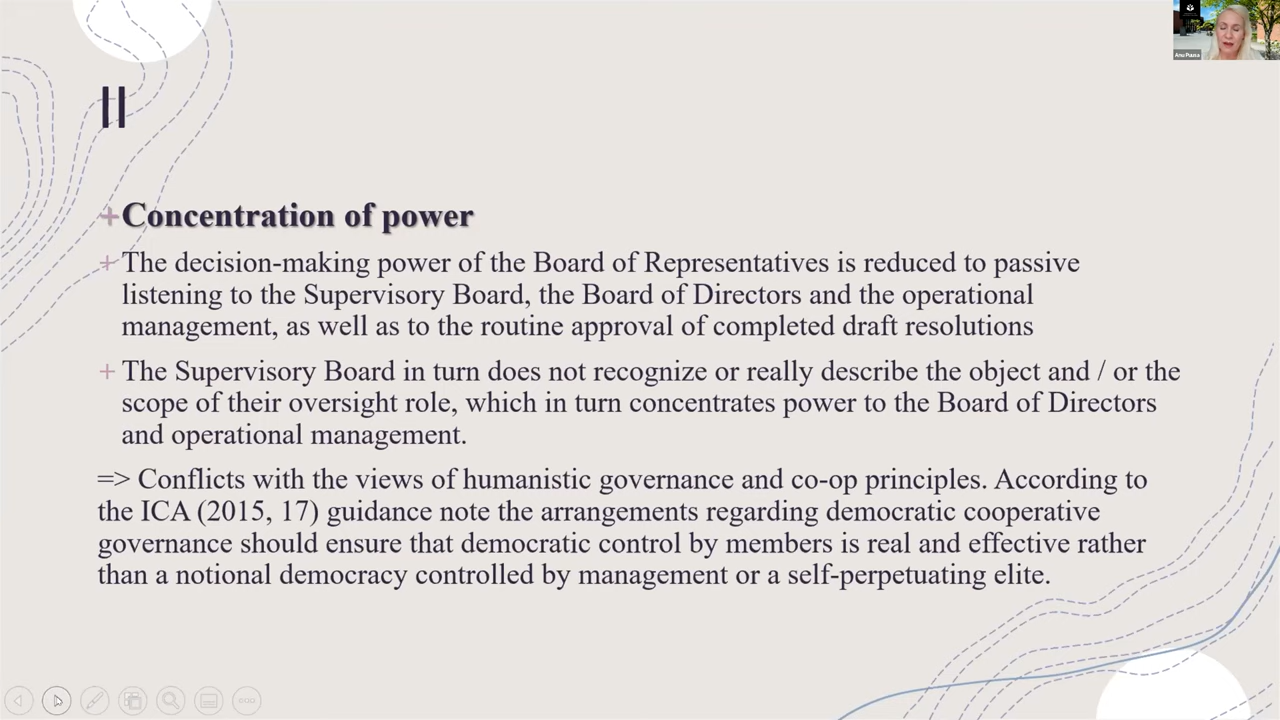 II
Concentration of power
The decision-making power of the Board of Representatives is reduced to passive
listening to the Supervisory Board, the Board of Directors and the operational
management, as well as to the routine approval of completed draft resolutions
The Supervisory Board in turn does not recognize or really describe the object and / or the
scope of their oversight role, which in turn concentrates power to the Board of Directors
and operational management.
=> Conflicts with the views of humanistic governance and co-op principles. According to
the ICA (2015, 17) guidance note the arrangements regarding democratic cooperative
governance should ensure that democratic control by members is real and effective rather
than a notional democracy controlled by management or a self-perpetuating elite.
Anu Puusa